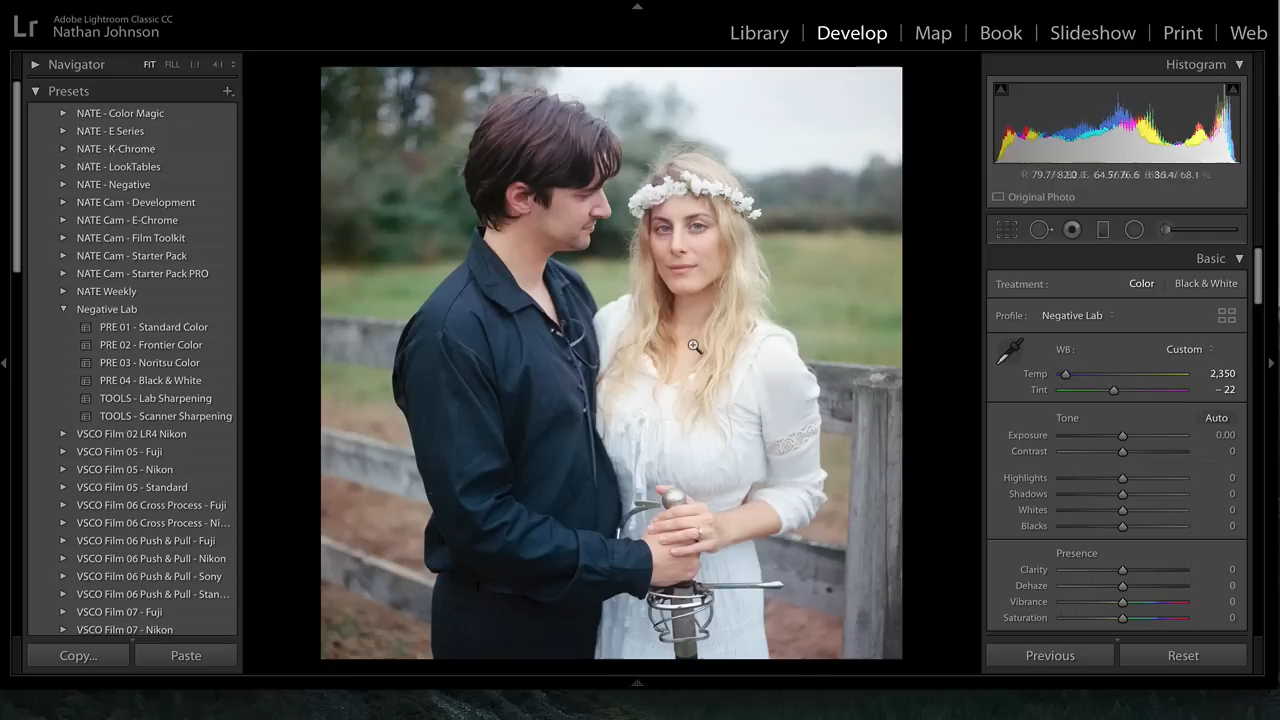 Lr
Adobe Lightroom Classic CC
Nathan Johnson
Library | Develop | Map | Book | Slideshow | Print | Web
Navigator FIT FILL 1:1 4:1
Presets +
NATE - Color Magic
NATE - E Series
NATE - K-Chrome
NATE - LookTables
NATE - Negative
NATE Cam - Development
NATE Cam - E-Chrome
NATE Cam - Film Toolkit
NATE Cam - Starter Pack
NATE Cam - Starter Pack PRO
NATE Weekly
Negative Lab
PRE 01 - Standard Color
PRE 02 - Frontier Color
PRE 03 - Noritsu Color
PRE 04 - Black & White
TOOLS - Lab Sharpening
TOOLS - Scanner Sharpening
VSCO Film 02 LR4 Nikon
VSCO Film 05 - Fuji
VSCO Film 05 - Nikon
VSCO Film 05 - Standard
VSCO Film 06 Cross Process - Fuji
VSCO Film 06 Cross Process - Ni...
VSCO Film 06 Push & Pull - Fuji
VSCO Film 06 Push & Pull - Nikon
VSCO Film 06 Push & Pull - Sony
VSCO Film 06 Push & Pull - Stan...
VSCO Film 07 - Fuji
VSCO Film 07 - Nikon
Copy... Paste
Histogram
Original Photo
Basic
Treatment : Color Black & White
Profile : Negative Lab
WB : Custom
Temp 2,350
Tint – 22
Tone Auto
Exposure 0.00
Contrast 0
Highlights 0
Shadows 0
Whites 0
Blacks 0
Presence
Clarity 0
Dehaze 0
Vibrance 0
Saturation 0
Previous Reset